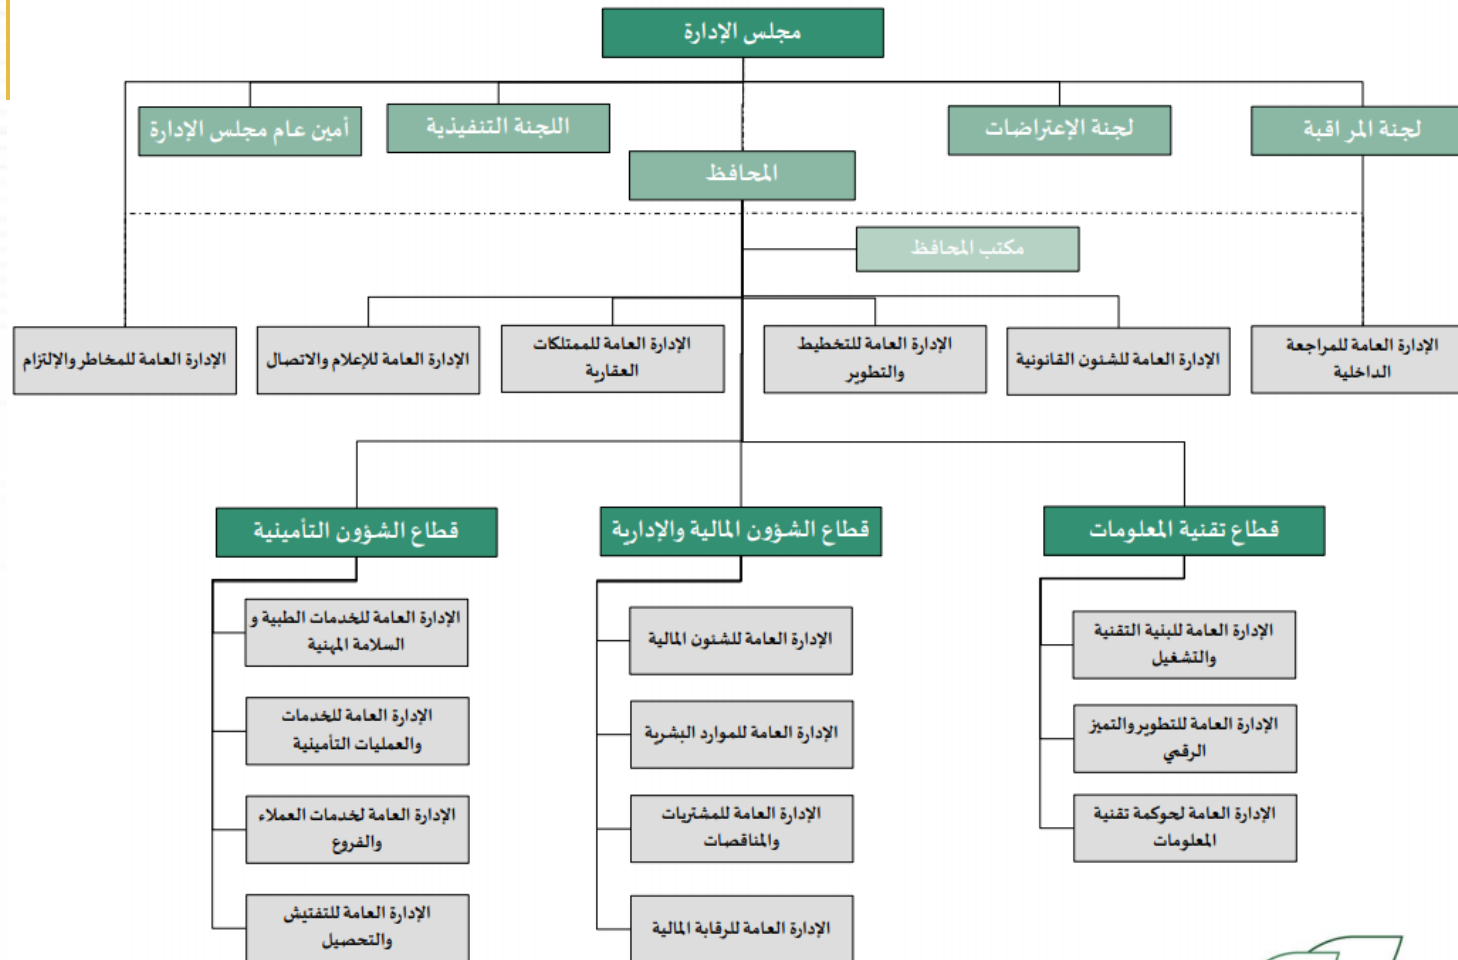 مجلس الإدارة
لجنة المراقبة
لجنة الإعتراضات
اللجنة التنفيذية
أمين عام مجلس الإدارة
المحافظ
مكتب المحافظ
الإدارة العامة للمراجعة
الداخلية
الإدارة العامة للشئون القانونية
الإدارة العامة للتخطيط
والتطوير
الإدارة العامة للممتلكات
العقارية
الإدارة العامة للإعلام والاتصال
الإدارة العامة للمخاطر والإلتزام
قطاع تقنية المعلومات
الإدارة العامة للبنية التقنية
والتشغيل
الإدارة العامة للتطوير والتميز
الرقمي
الإدارة العامة لحوكمة تقنية
المعلومات
قطاع الشؤون المالية والإدارية
الإدارة العامة للشئون المالية
الإدارة العامة للموارد البشرية
الإدارة العامة للمشتريات
والمناقصات
الإدارة العامة للرقابة المالية
قطاع الشؤون التأمينية
الإدارة العامة للخدمات الطبية و
السلامة المهنية
الإدارة العامة للخدمات
والعمليات التأمينية
الإدارة العامة لخدمات العملاء
والفروع
الإدارة العامة للتفتيش
والتحصيل